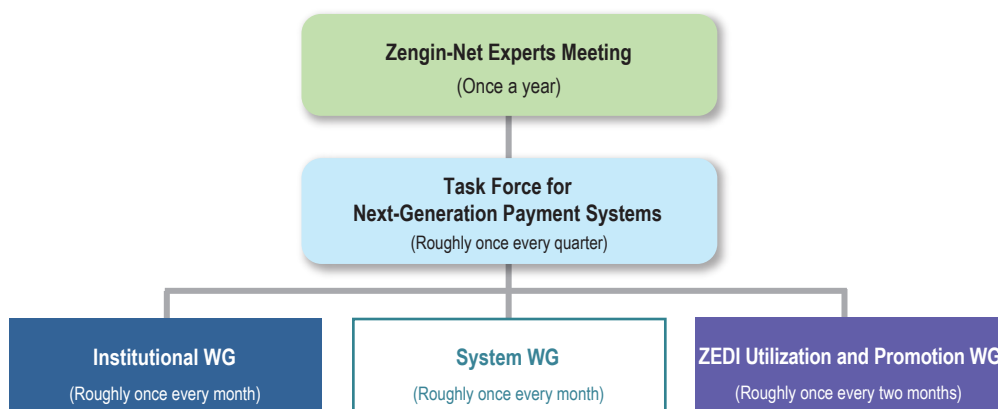 Zengin-Net Experts Meeting
(Once a year)
Task Force for
Next-Generation Payment Systems
(Roughly once every quarter)
Institutional WG
(Roughly once every month)
System WG
(Roughly once every month)
ZEDI Utilization and Promotion WG
(Roughly once every two months)